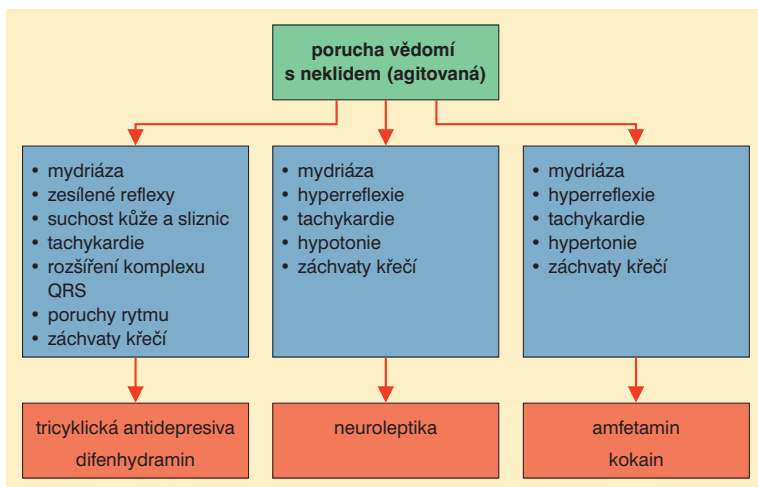 porucha vědomí
s neklidem (agitovaná)
• mydriáza
• zesílené reflexy
• suchost kůže a sliznic
• tachykardie
• rozšíření komplexu
QRS
• poruchy rytmu
• záchvaty křečí
• mydriáza
• hyperreflexie
• tachykardie
• hypotonie
• záchvaty křečí
• mydriáza
• hyperreflexie
• tachykardie
• hypertonie
• záchvaty křečí
tricyklická antidepresiva
difenhydramin
neuroleptika
amfetamin
kokain